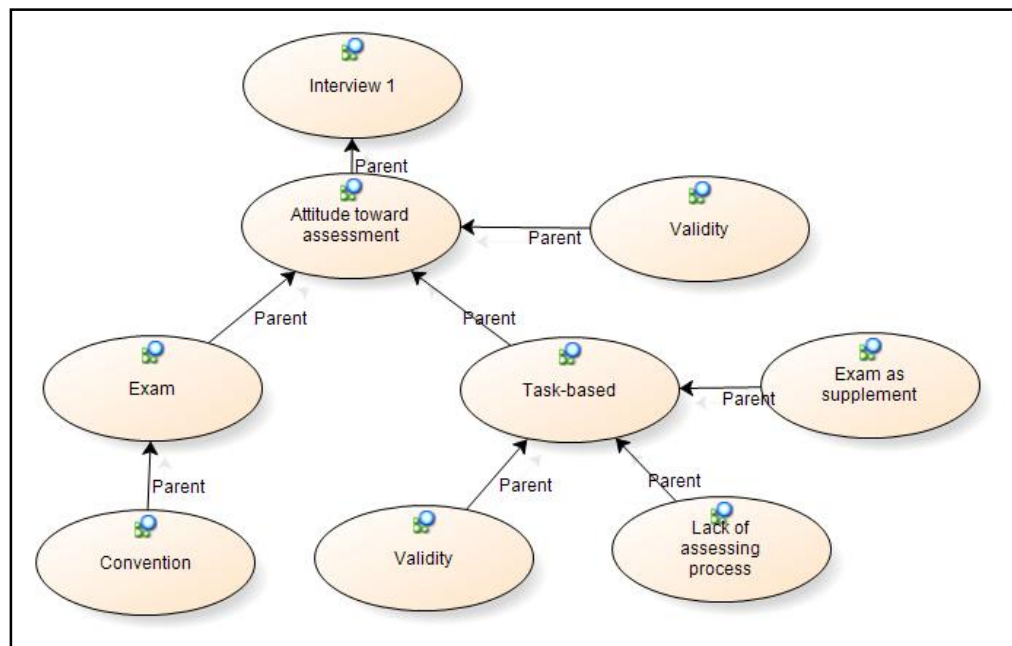 Interview 1
Parent
Attitude toward
assessment
Parent
Validity
Parent
Parent
Exam
Task-based
Parent
Exam as
supplement
Parent
Parent
Parent
Convention
Validity
Lack of
assessing
process